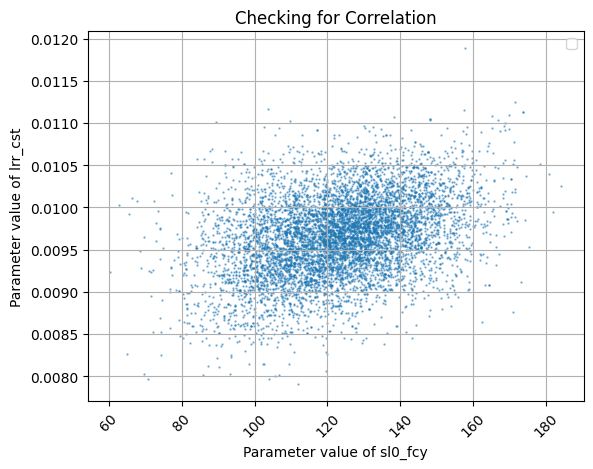 Checking for Correlation
0.0120
0.0115
0.0110
0.0105
0.0100
0.0095
0.0090
0.0085
0.0080
Parameter value of lrr_cst
60 80 100 120 140 160 180
Parameter value of sl0_fcy